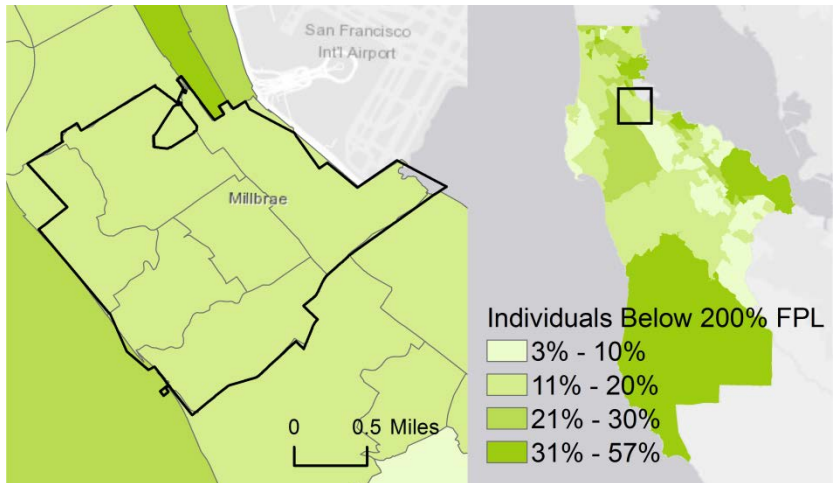 San Francisco
Int'l Airport
Millbrae
0 0.5 Miles
Individuals Below 200% FPL
3% - 10%
11% - 20%
21% - 30%
31% - 57%